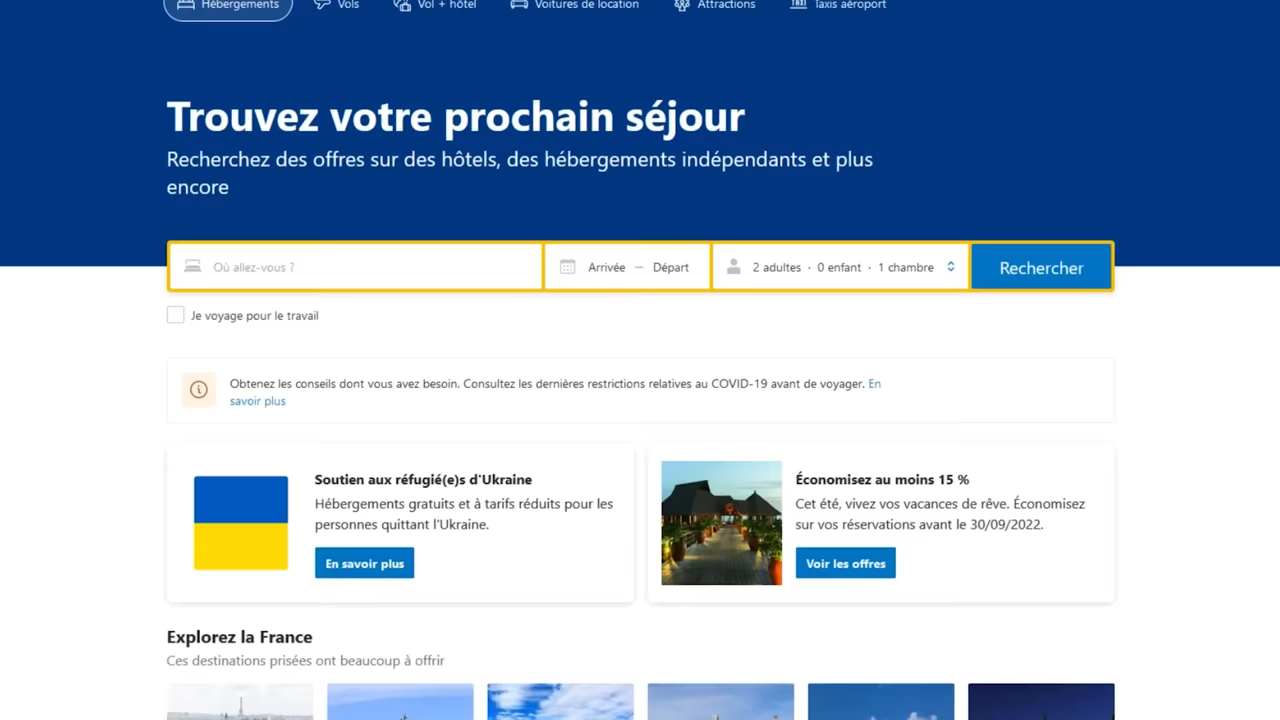 Hébergements Vols Vol + hôtel Voitures de location Attractions Taxis aéroport
Trouvez votre prochain séjour
Recherchez des offres sur des hôtels, des hébergements indépendants et plus
encore
Où allez-vous ? Arrivée — Départ 2 adultes · 0 enfant · 1 chambre Rechercher
Je voyage pour le travail
Obtenez les conseils dont vous avez besoin. Consultez les dernières restrictions relatives au COVID-19 avant de voyager. En
savoir plus
Soutien aux réfugié(e)s d'Ukraine
Hébergements gratuits et à tarifs réduits pour les
personnes quittant l'Ukraine.
En savoir plus
Économisez au moins 15 %
Cet été, vivez vos vacances de rêve. Économisez
sur vos réservations avant le 30/09/2022.
Voir les offres
Explorez la France
Ces destinations prisées ont beaucoup à offrir